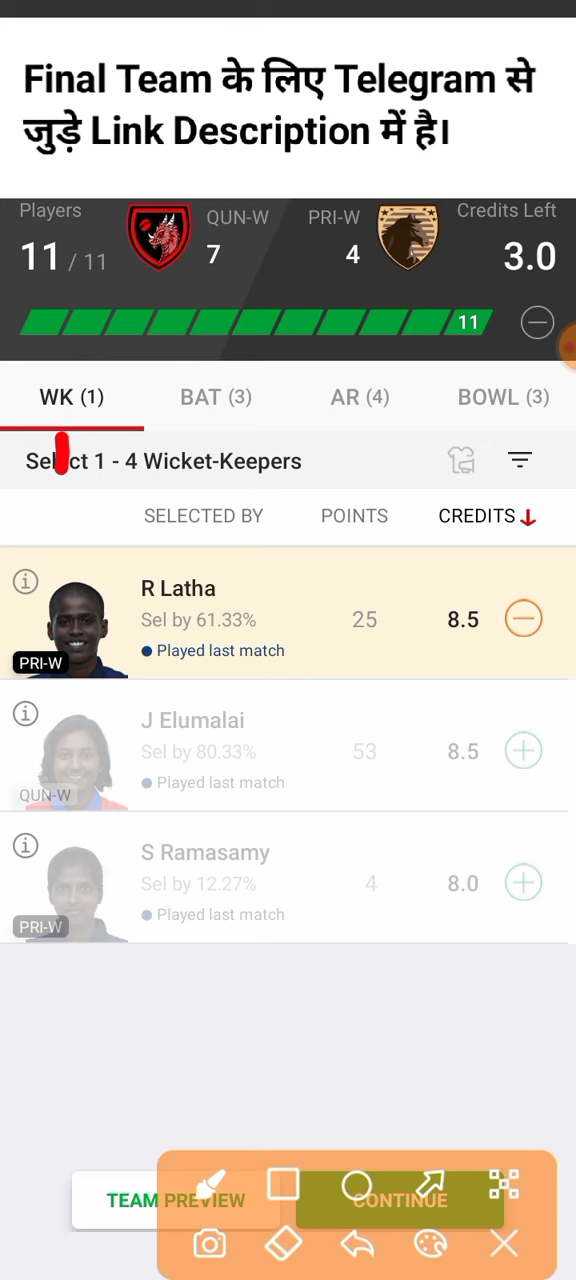 Final Team के लिए Telegram से
जुड़े Link Description में है।
Players QUN-W PRI-W Credits Left
11 / 11 7 4 3.0
11
WK (1) BAT (3) AR (4) BOWL (3)
Select 1 - 4 Wicket-Keepers
SELECTED BY POINTS CREDITS
R Latha
Sel by 61.33% 25 8.5
Played last match
PRI-W
J Elumalai
Sel by 80.33% 53 8.5
Played last match
QUN-W
S Ramasamy
Sel by 12.27% 4 8.0
Played last match
PRI-W
TEAM PREVIEW CONTINUE